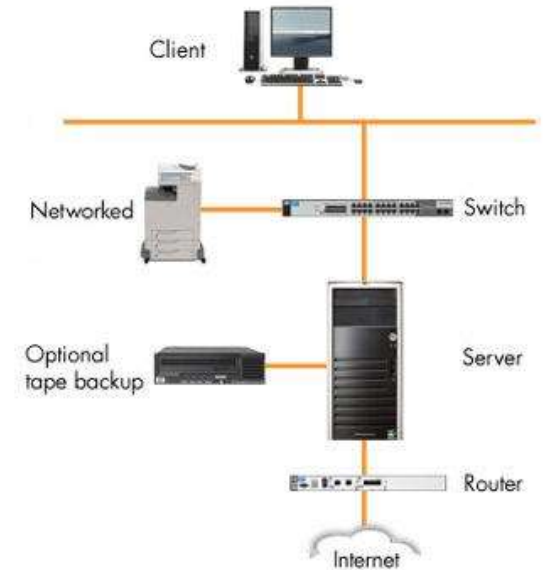 Client
Networked
Switch
Optional
tape backup
Server
Router
Internet